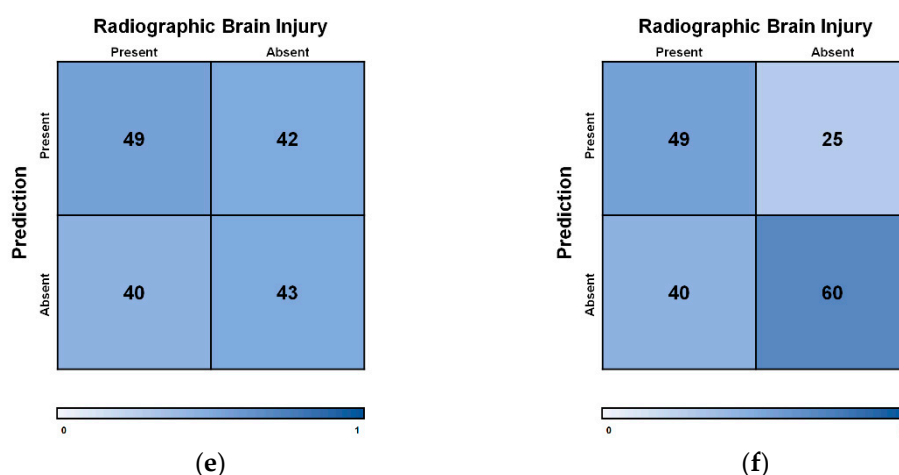 Radiographic Brain Injury
Present Absent
Prediction
Present
Absent
49 42
40 43
0 1
(e)
Radiographic Brain Injury
Present Absent
Prediction
Present
Absent
49 25
40 60
0
(f)